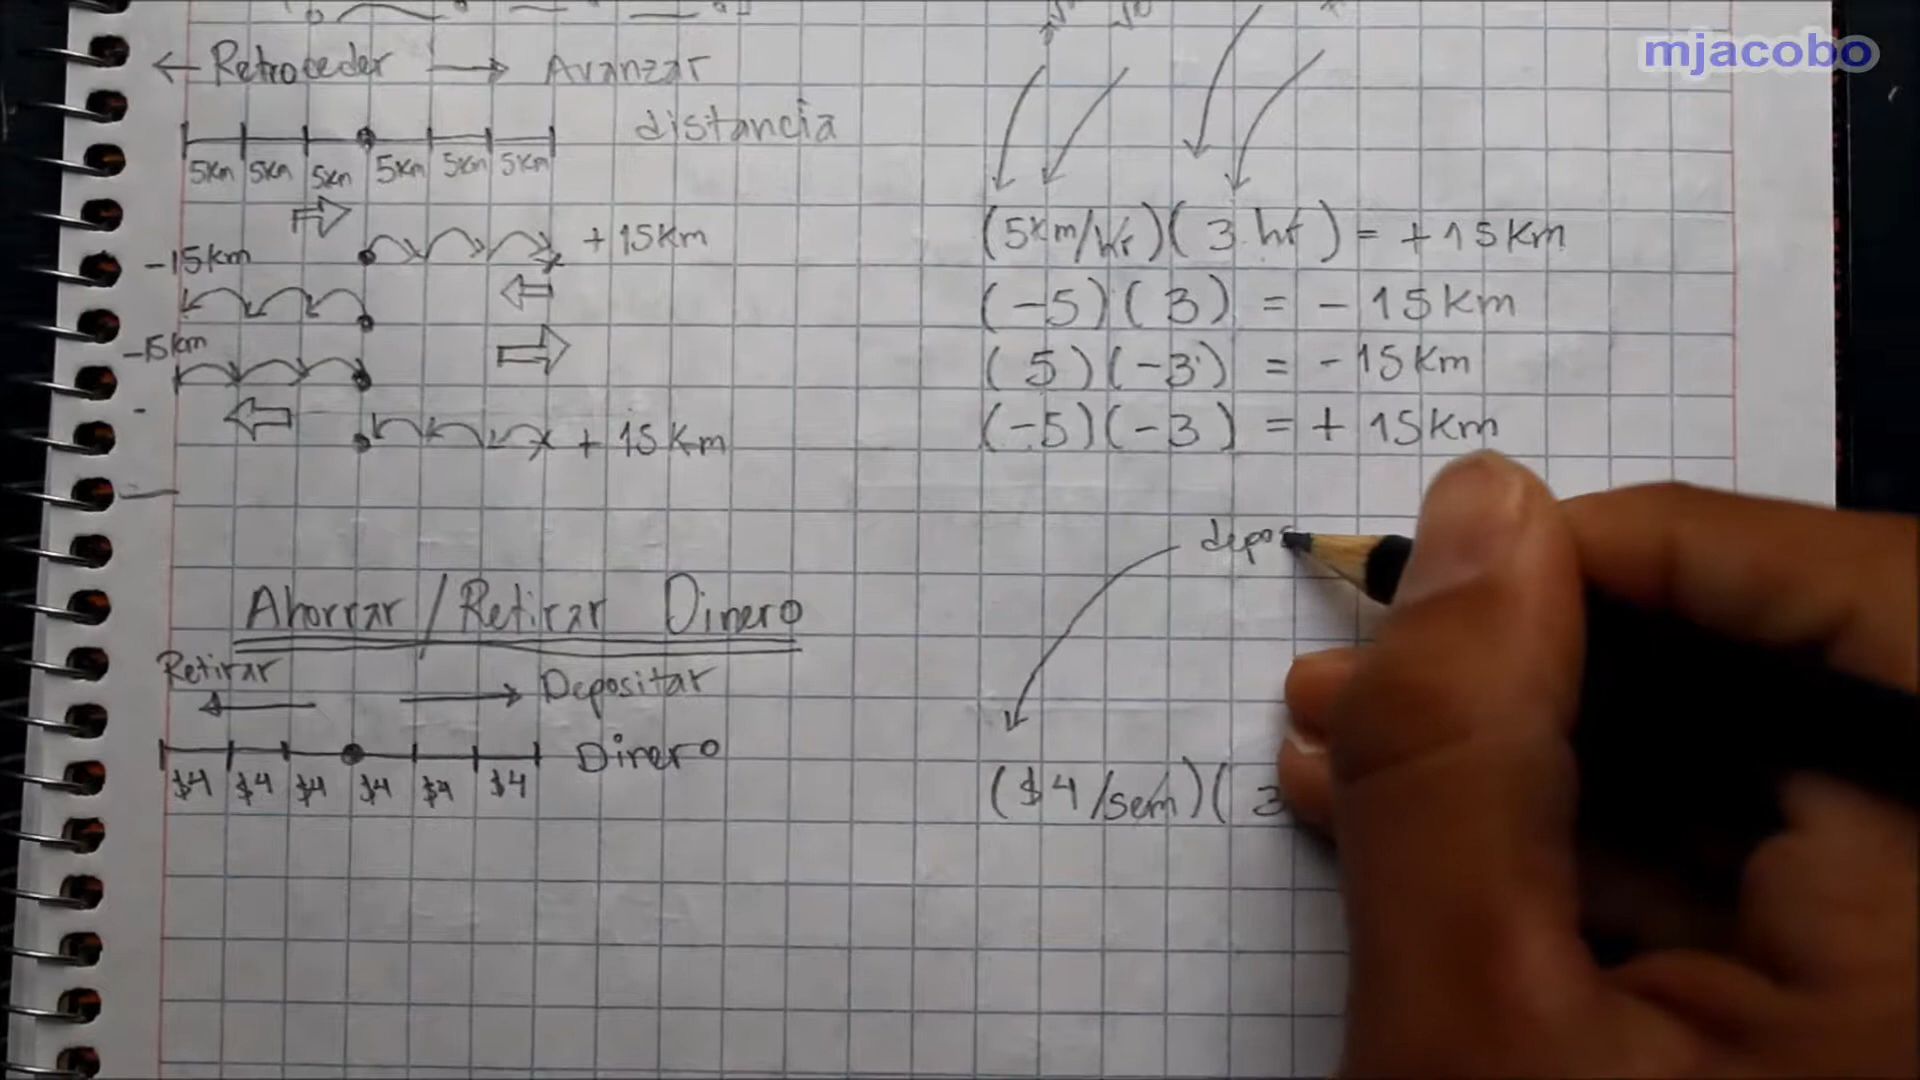 mjacobo
← Retroceder → Avanzar
distancia
5Km 5Km 5Km 5Km 5Km 5Km
+15Km
-15Km
-15Km
+ 15Km
(5Km/hr)(3 hr) = +15Km
(-5)(3) = - 15Km
(5)(-3) = - 15Km
(-5)(-3) = + 15Km
depos
Ahorrar/Retirar Dinero
Retirar
Depositar
Dinero
$4 $4 $4 $4 $4 $4
($4/sem)( 3